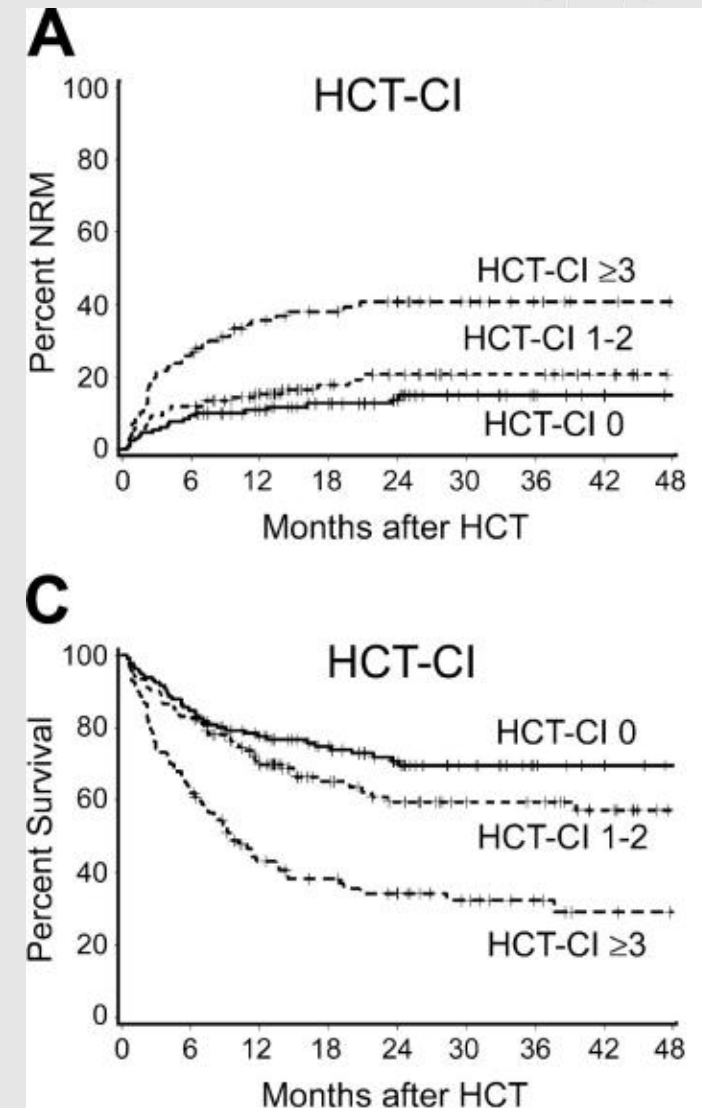 A
HCT-CI
Percent NRM
100
80
60
40
20
0
HCT-CI ≥3
HCT-CI 1-2
HCT-CI 0
0 6 12 18 24 30 36 42 48
Months after HCT
C
HCT-CI
Percent Survival
100
80
60
40
20
0
HCT-CI 0
HCT-CI 1-2
HCT-CI ≥3
0 6 12 18 24 30 36 42 48
Months after HCT